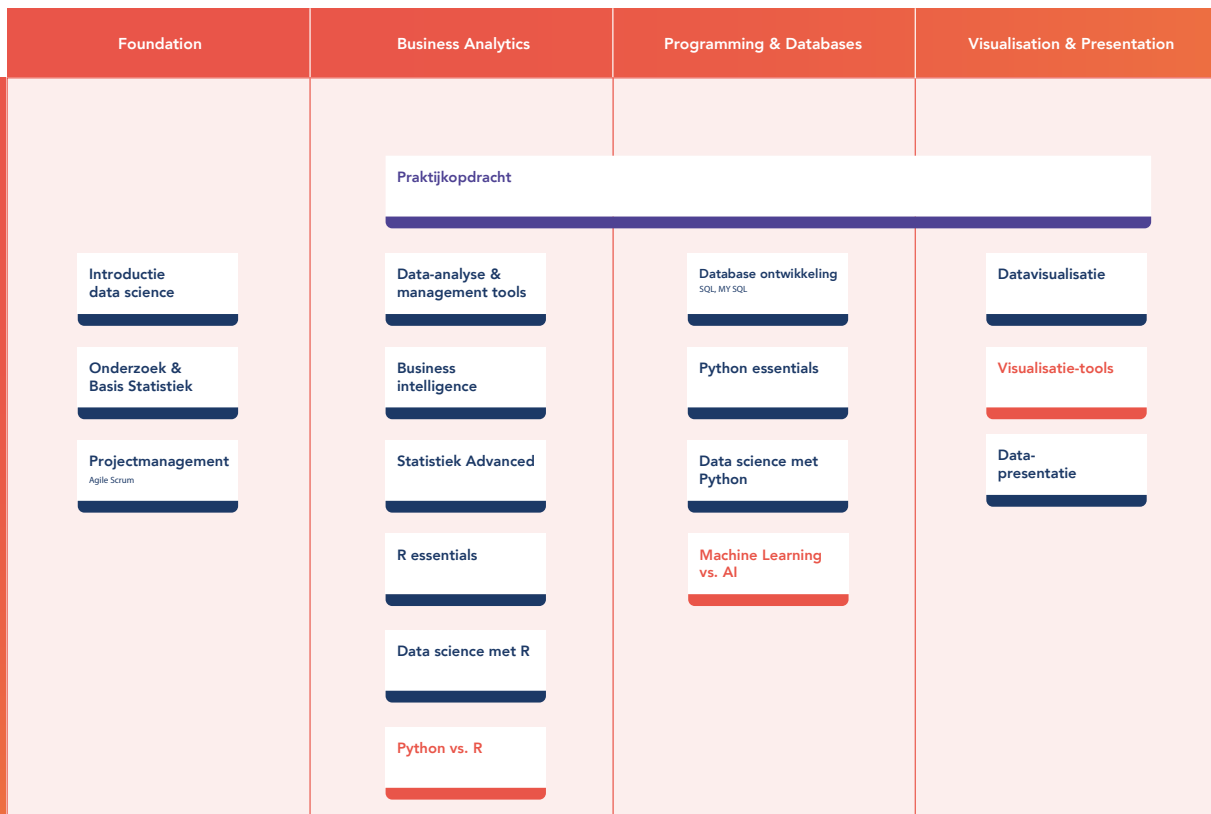 Foundation
Business Analytics
Programming & Databases
Visualisation & Presentation
Praktijkopdracht
Introductie
data science
Onderzoek &
Basis Statistiek
Projectmanagement
Agile Scrum
Data-analyse &
management tools
Business
intelligence
Statistiek Advanced
R essentials
Data science met R
Python vs. R
Database ontwikkeling
SQL, MY SQL
Python essentials
Data science met
Python
Machine Learning
vs. AI
Datavisualisatie
Visualisatie-tools
Data-
presentatie